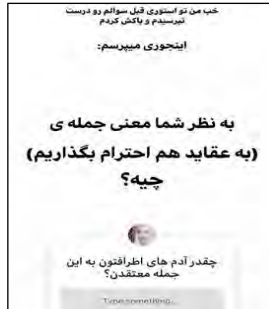 خب من تو استوری قبل سوالم رو درست
نپرسیدم و پاکش کردم
اینجوری میپرسم:
به نظر شما معنی جمله ی
(به عقاید هم احترام بگذاریم)
چیه؟
چقدر آدم های اطرافتون به این
جمله معتقدن؟
Type something...